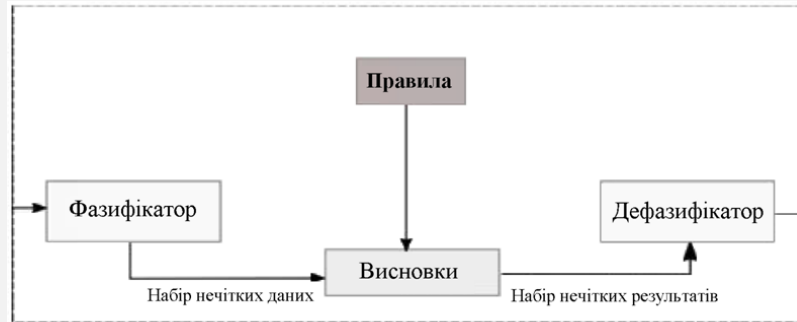 Правила
Фазифікатор
Дефазифікатор
Висновки
Набір нечітких даних
Набір нечітких результатів